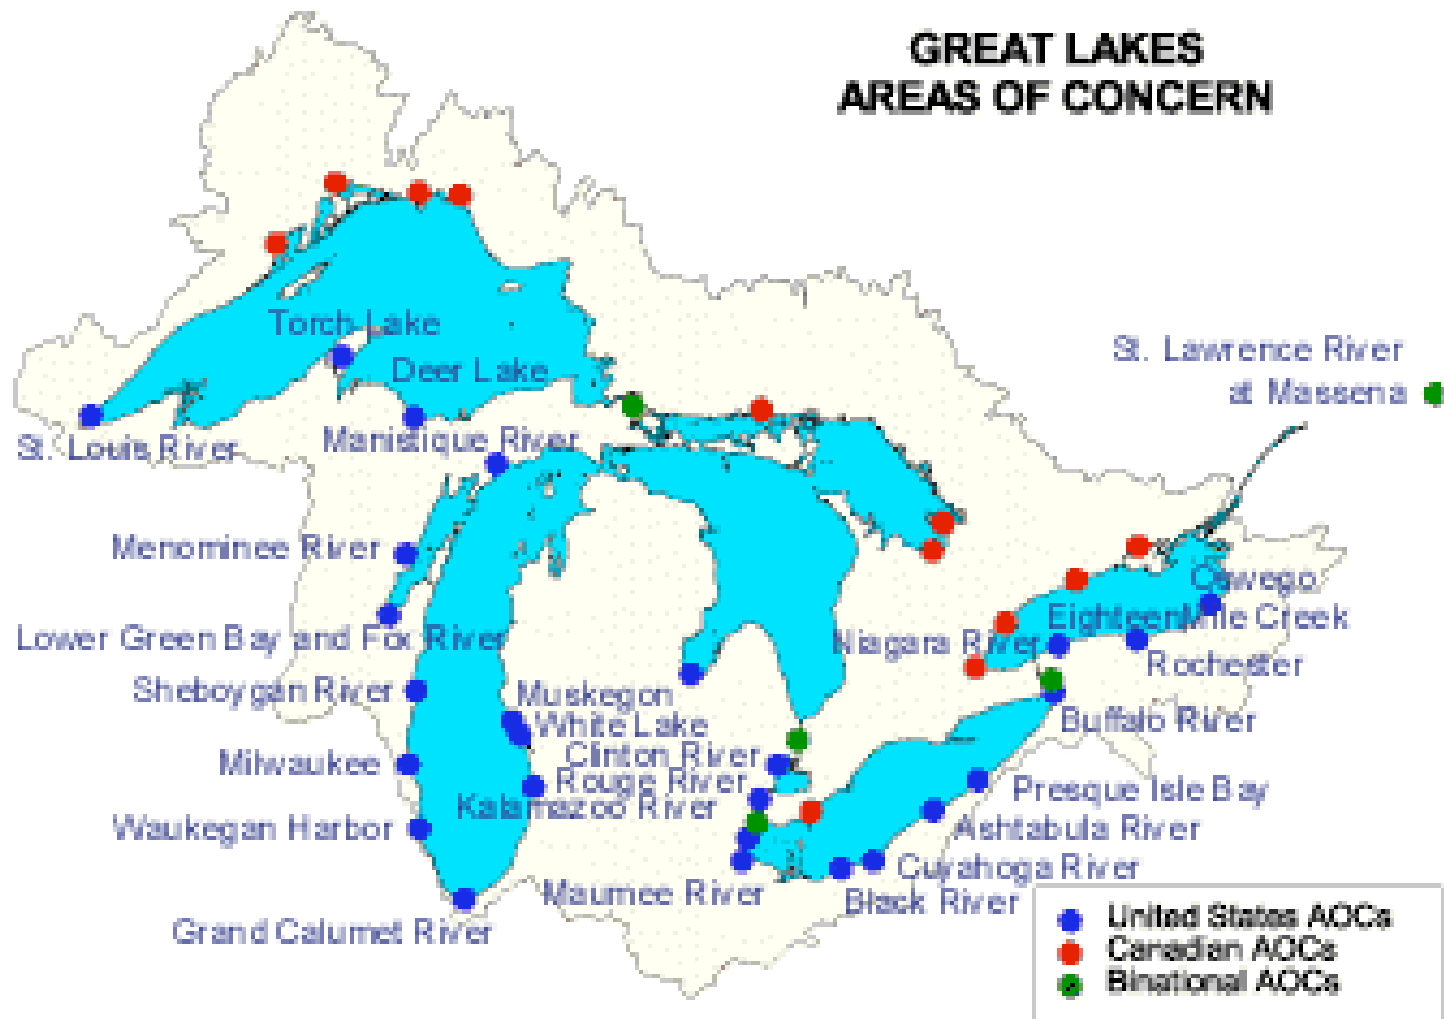 GREAT LAKES
AREAS OF CONCERN
Torch Lake
Deer Lake
St. Lawrence River
at Massena
St. Louis River
Manistique River
Menominee River
Oswego
Lower Green Bay and Fox River
EighteenMile Creek
Niagara River
Rochester
Sheboygan River
Muskegon
White Lake
Buffalo River
Milwaukee
Clinton River
Rouge River
Kalamazoo River
Presque Isle Bay
Waukegan Harbor
Ashtabula River
Cuyahoga River
Maumee River
Black River
Grand Calumet River
United States AOCs
Canadian AOCs
Binational AOCs